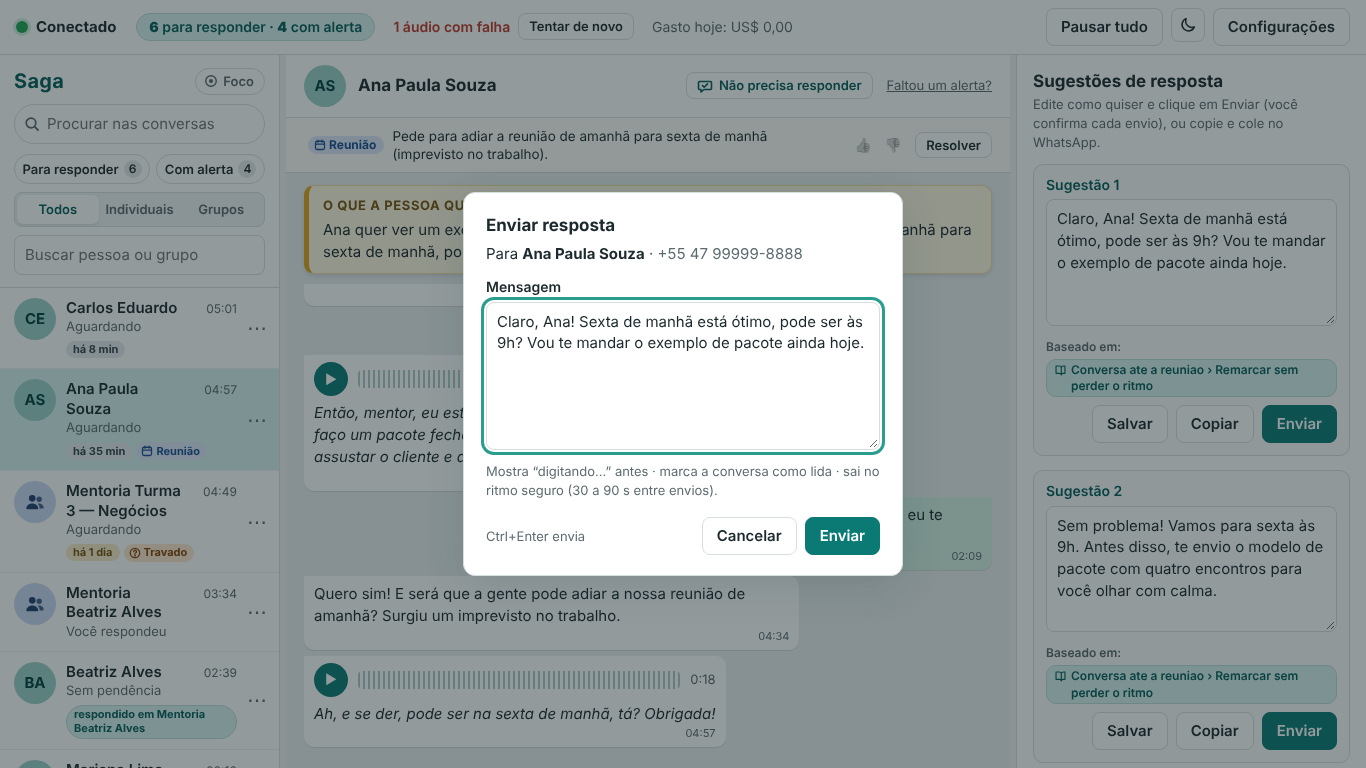 Conectado
6 para responder · 4 com alerta
1 áudio com falha
Tentar de novo
Gasto hoje: US$ 0,00
Pausar tudo
Configurações
Saga
Foco
Procurar nas conversas
Para responder 6
Com alerta 4
Todos
Individuais
Grupos
Buscar pessoa ou grupo
CE
Carlos Eduardo
05:01
Aguardando
há 8 min
AS
Ana Paula
Souza
04:57
Aguardando
há 35 min
Reunião
Mentoria Turma
3 — Negócios
04:49
Aguardando
há 1 dia
Travado
Mentoria
Beatriz Alves
03:34
Você respondeu
BA
Beatriz Alves
02:39
Sem pendência
respondido em Mentoria
Beatriz Alves
AS
Ana Paula Souza
Não precisa responder
Faltou um alerta?
Reunião
Pede para adiar a reunião de amanhã para sexta de manhã
(imprevisto no trabalho).
Resolver
O QUE A PESSOA QU
Ana quer ver um exe
anhã para
sexta de manhã, po
Então, mentor, eu est
faço um pacote fech
assustar o cliente e d
eu te
02:09
Quero sim! E será que a gente pode adiar a nossa reunião de
amanhã? Surgiu um imprevisto no trabalho.
04:34
0:18
Ah, e se der, pode ser na sexta de manhã, tá? Obrigada!
04:57
Enviar resposta
Para Ana Paula Souza · +55 47 99999-8888
Mensagem
Claro, Ana! Sexta de manhã está ótimo, pode ser às
9h? Vou te mandar o exemplo de pacote ainda hoje.
Mostra “digitando…” antes · marca a conversa como lida · sai no
ritmo seguro (30 a 90 s entre envios).
Ctrl+Enter envia
Cancelar
Enviar
Sugestões de resposta
Edite como quiser e clique em Enviar (você
confirma cada envio), ou copie e cole no
WhatsApp.
Sugestão 1
Claro, Ana! Sexta de manhã está
ótimo, pode ser às 9h? Vou te mandar
o exemplo de pacote ainda hoje.
Baseado em:
Conversa ate a reuniao › Remarcar sem
perder o ritmo
Salvar
Copiar
Enviar
Sugestão 2
Sem problema! Vamos para sexta às
9h. Antes disso, te envio o modelo de
pacote com quatro encontros para
você olhar com calma.
Baseado em:
Conversa ate a reuniao › Remarcar sem
perder o ritmo
Salvar
Copiar
Enviar